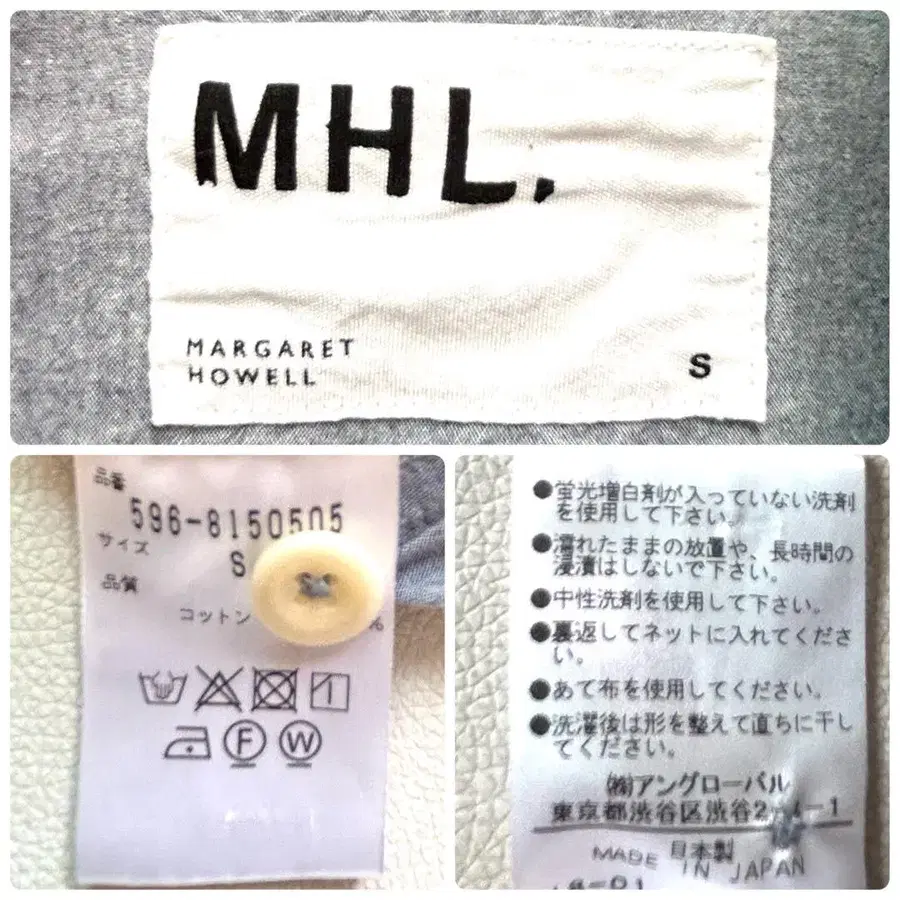 MHL.
MARGARET
HOWELL
S
品番
596-8150505
サイズ
S
品質
コットン %
F W
●蛍光増白剤が入っていない洗剤
を使用して下さい。
●濡れたままの放置や、長時間の
浸漬はしないで下さい。
●中性洗剤を使用して下さい。
●裏返してネットに入れてくださ
い。
●あて布を使用してください。
●洗濯後は形を整えて直ちに干し
てください。
㈱アングローバル
東京都渋谷区渋谷2- -1
日本製
MADE IN JAPAN